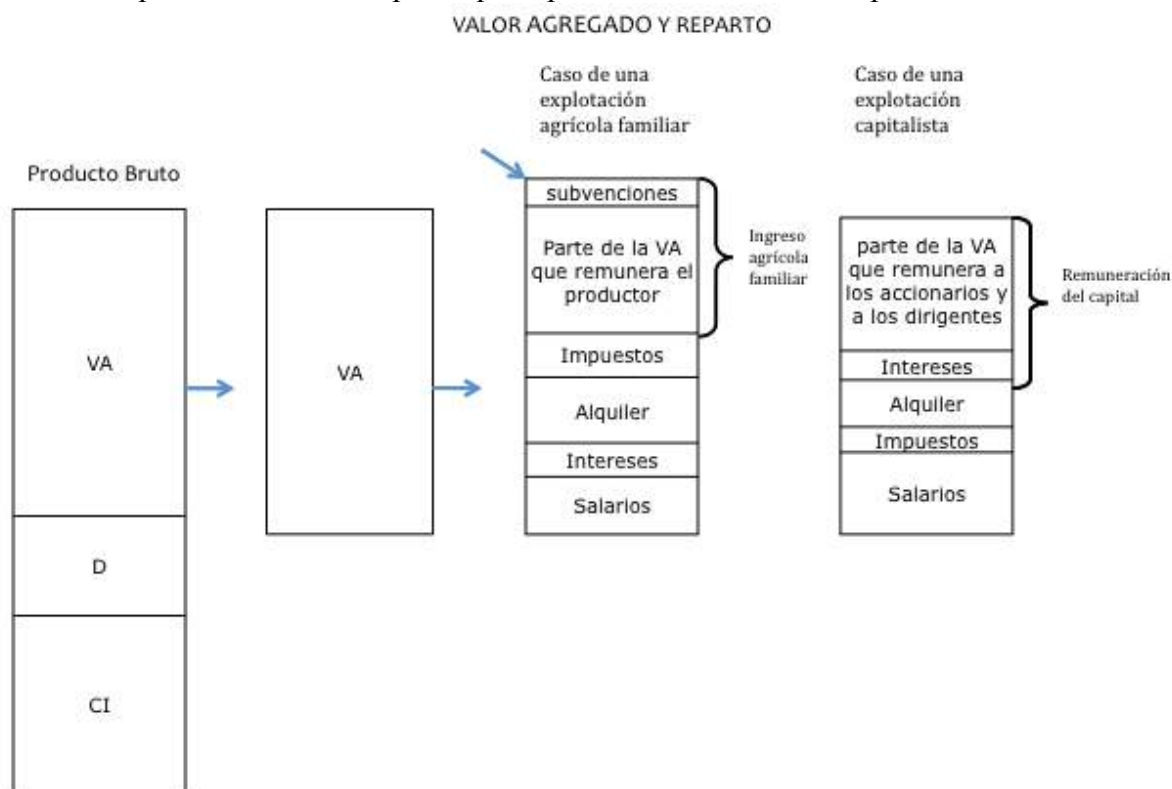 VALOR AGREGADO Y REPARTO
Caso de una
explotación
agrícola familiar
Caso de una
explotación
capitalista
Producto Bruto
VA
D
CI
VA
subvenciones
Parte de la VA
que remunera el
productor
Impuestos
Alquiler
Intereses
Salarios
Ingreso
agrícola
familiar
parte de la VA
que remunera a
los accionarios y
a los dirigentes
Intereses
Alquiler
Impuestos
Salarios
Remuneración
del capital